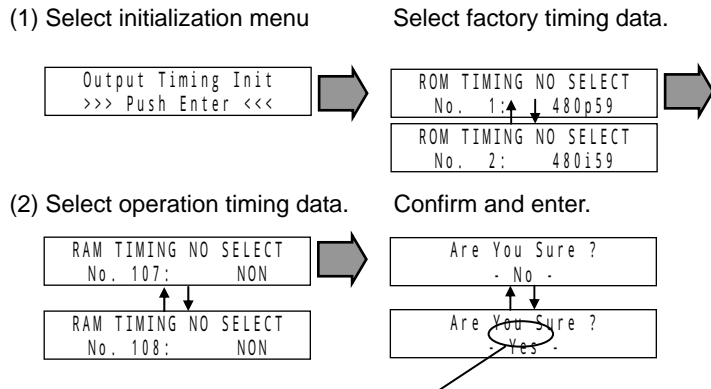 (1) Select initialization menu
Output Timing Init
>>> Push Enter <<<
Select factory timing data.
ROM TIMING NO SELECT
No. 1: 480p59
ROM TIMING NO SELECT
No. 2: 480i59
(2) Select operation timing data.
RAM TIMING NO SELECT
No. 107: NON
RAM TIMING NO SELECT
No. 108: NON
Confirm and enter.
Are You Sure ?
- No -
Are You Sure ?
- Yes -